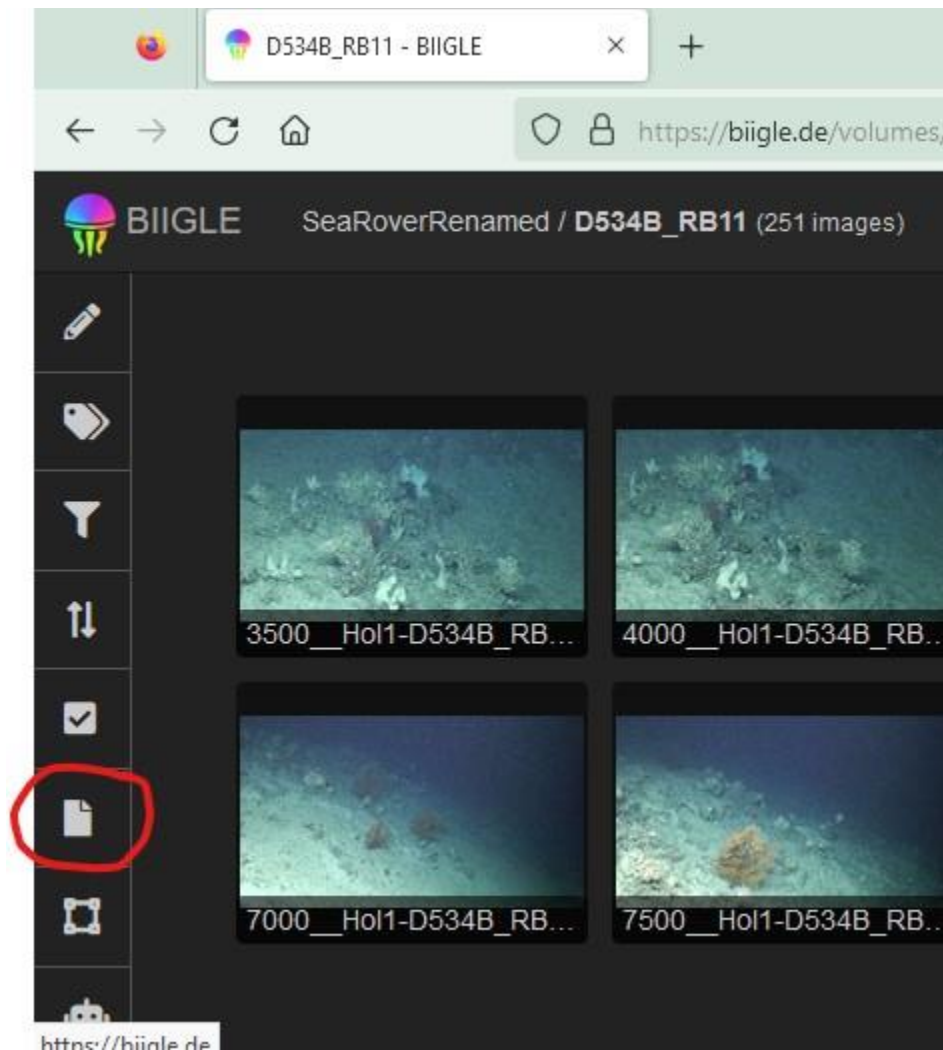 D534B_RB11 - BIIGLE
https://biigle.de/volumes/
BIIGLE SeaRoverRenamed / D534B_RB11 (251 images)
3500__Hol1-D534B_RB... 4000__Hol1-D534B_RB...
7000__Hol1-D534B_RB... 7500__Hol1-D534B_RB...
https://biigle.de